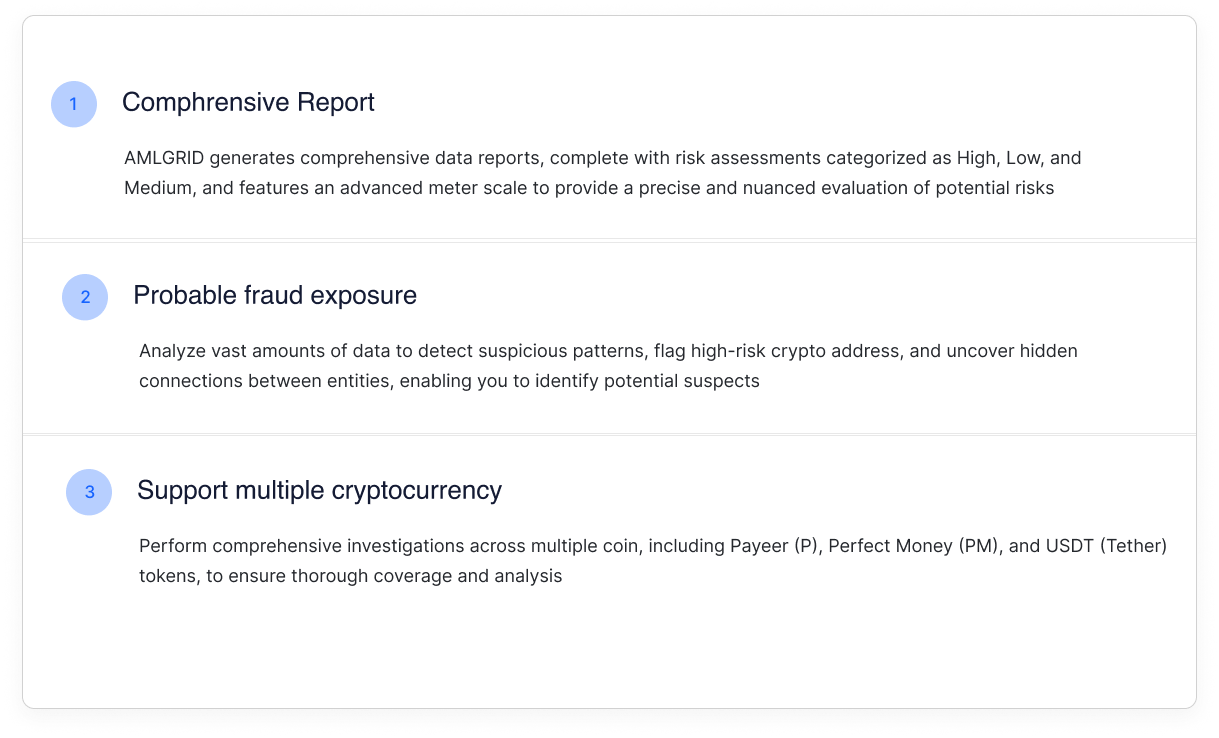 1
Comphrensive Report
AMLGRID generates comprehensive data reports, complete with risk assessments categorized as High, Low, and
Medium, and features an advanced meter scale to provide a precise and nuanced evaluation of potential risks
2
Probable fraud exposure
Analyze vast amounts of data to detect suspicious patterns, flag high-risk crypto address, and uncover hidden
connections between entities, enabling you to identify potential suspects
3
Support multiple cryptocurrency
Perform comprehensive investigations across multiple coin, including Payeer (P), Perfect Money (PM), and USDT (Tether)
tokens, to ensure thorough coverage and analysis